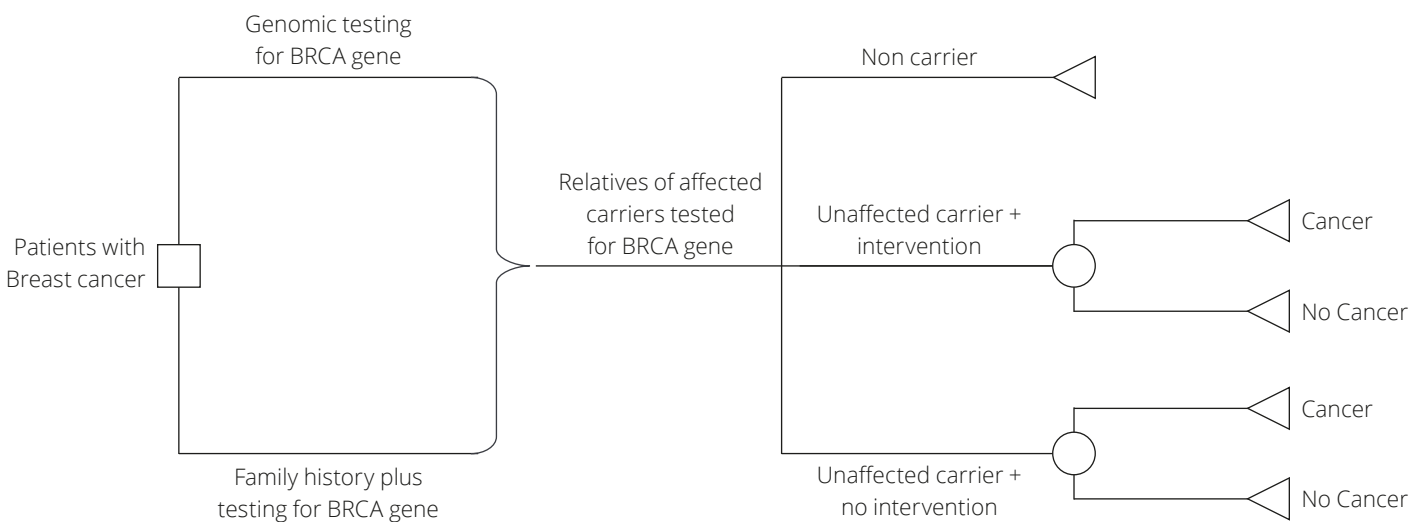 Genomic testing
for BRCA gene
Non carrier
Relatives of affected
carriers tested
for BRCA gene
Unaffected carrier +
intervention
Cancer
Patients with
Breast cancer
No Cancer
Cancer
Family history plus
testing for BRCA gene
Unaffected carrier +
no intervention
No Cancer